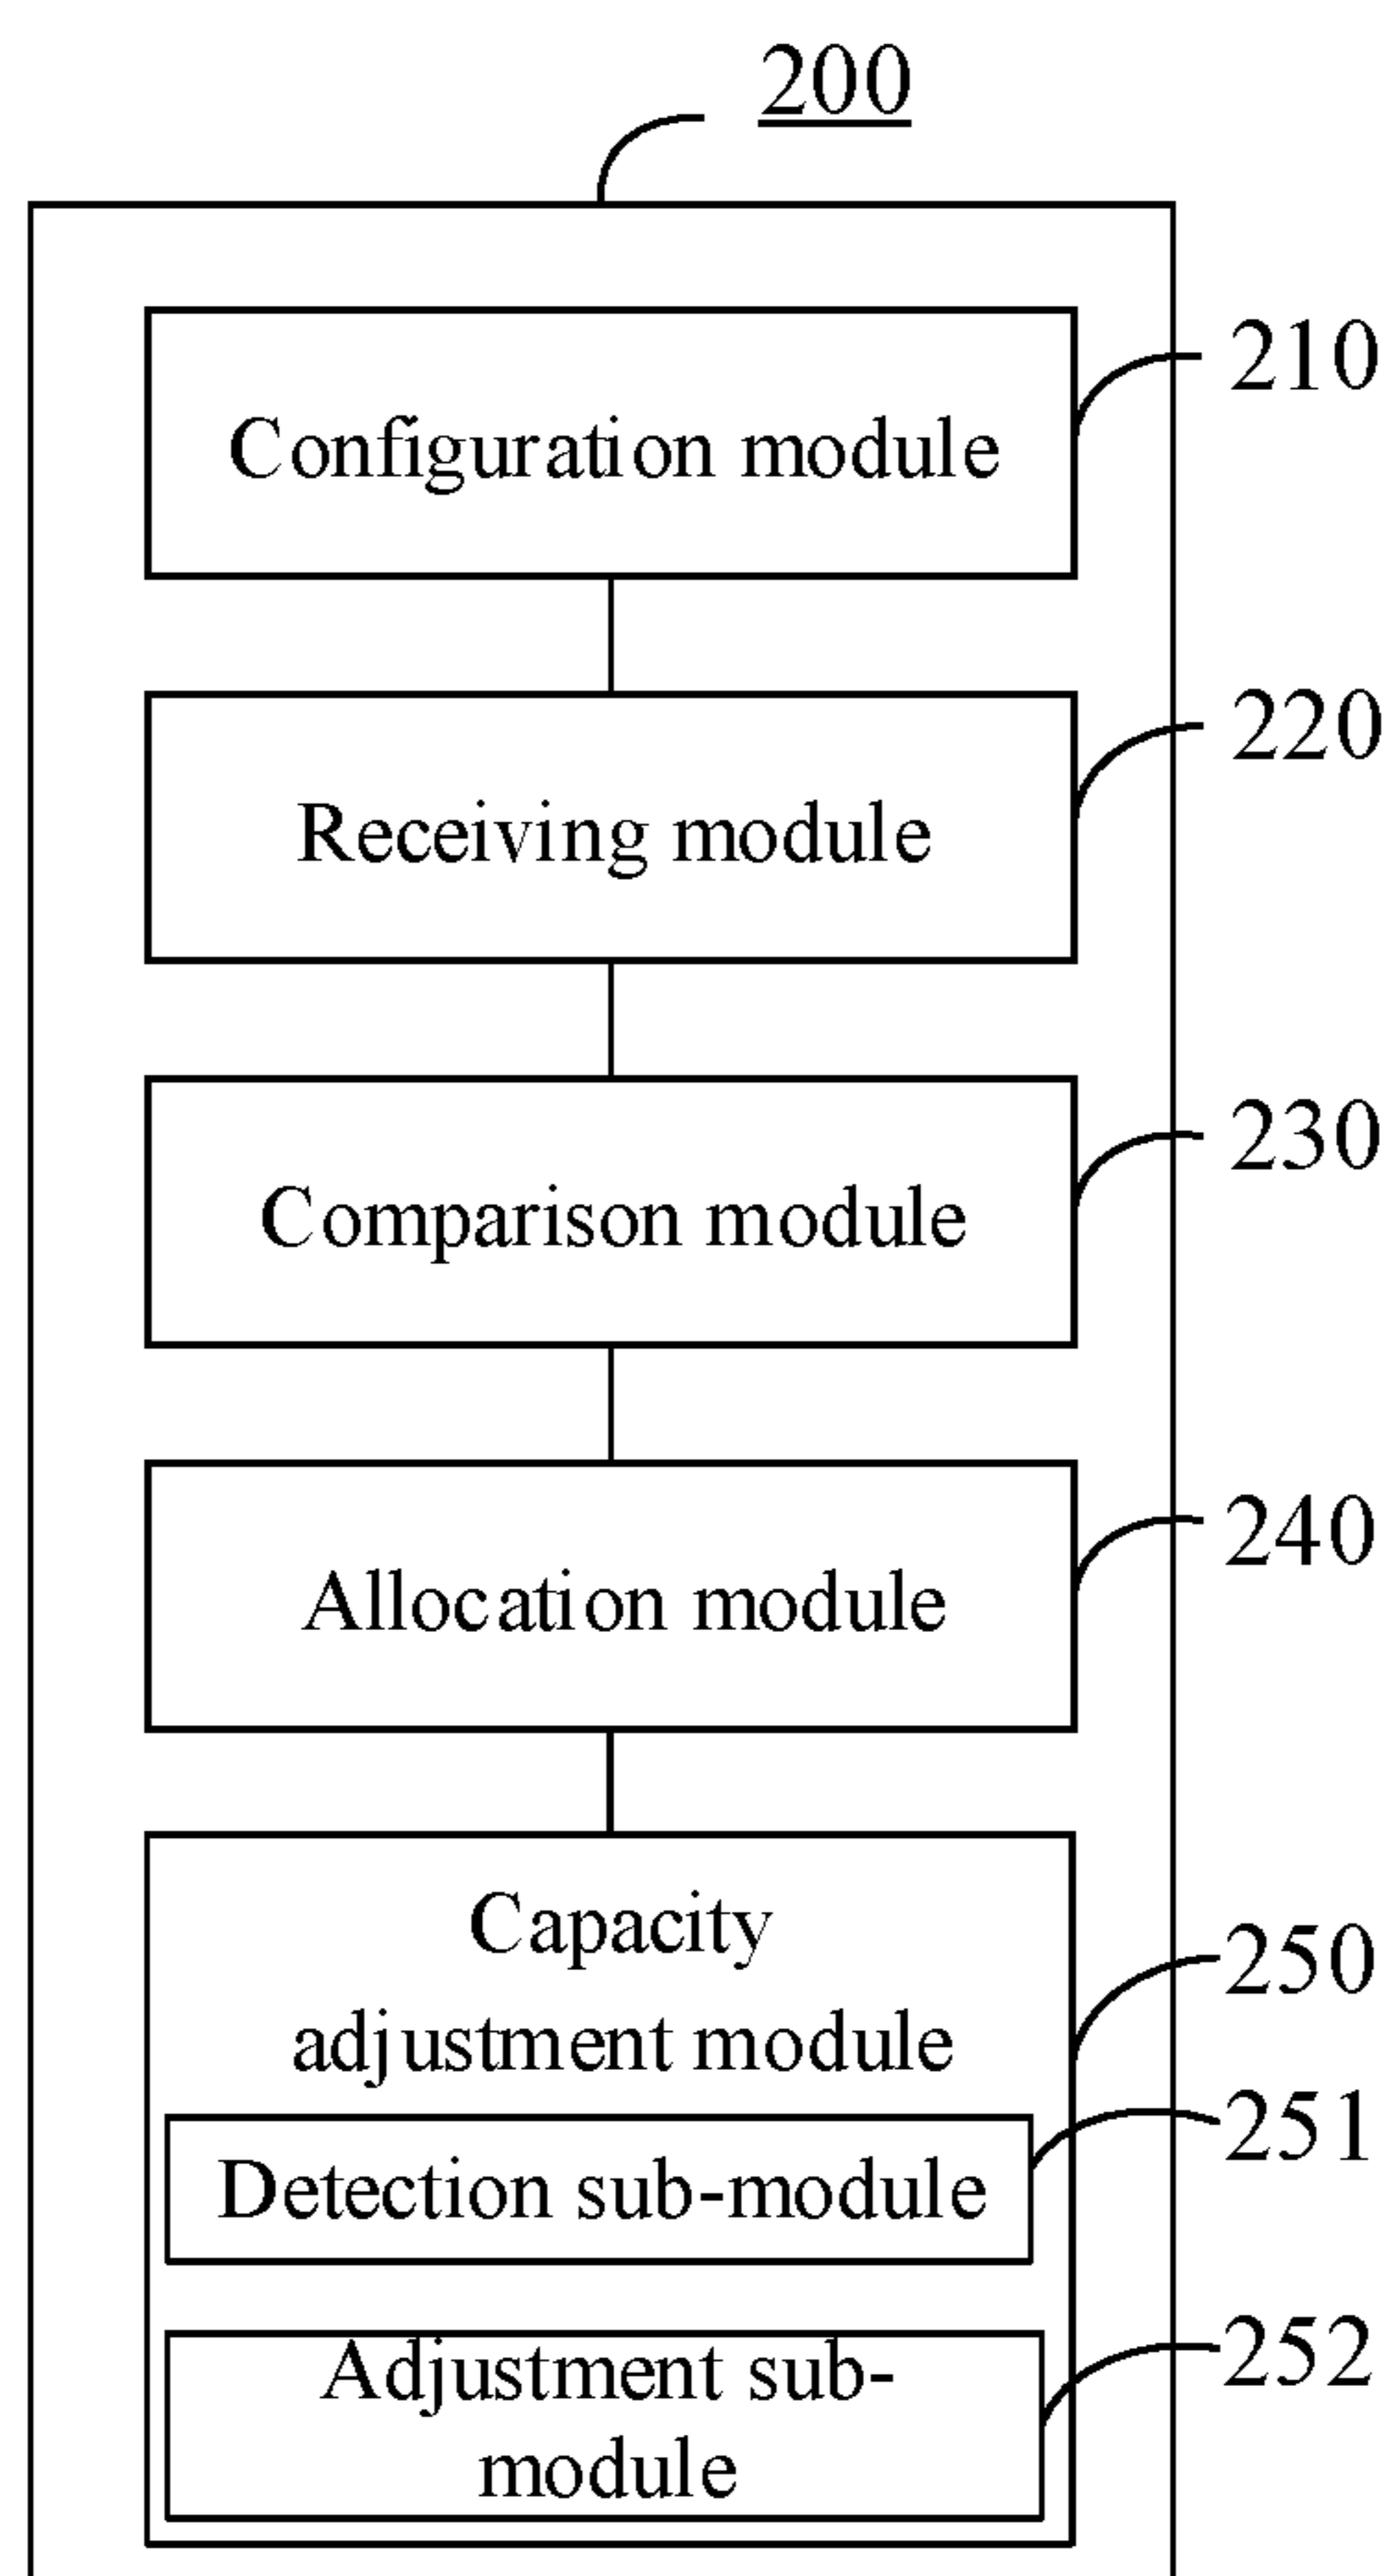 200
Configuration module
210
Receiving module
220
Comparison module
230
Allocation module
240
Capacity
adjustment module
250
Detection sub-module
251
Adjustment sub-
module
252